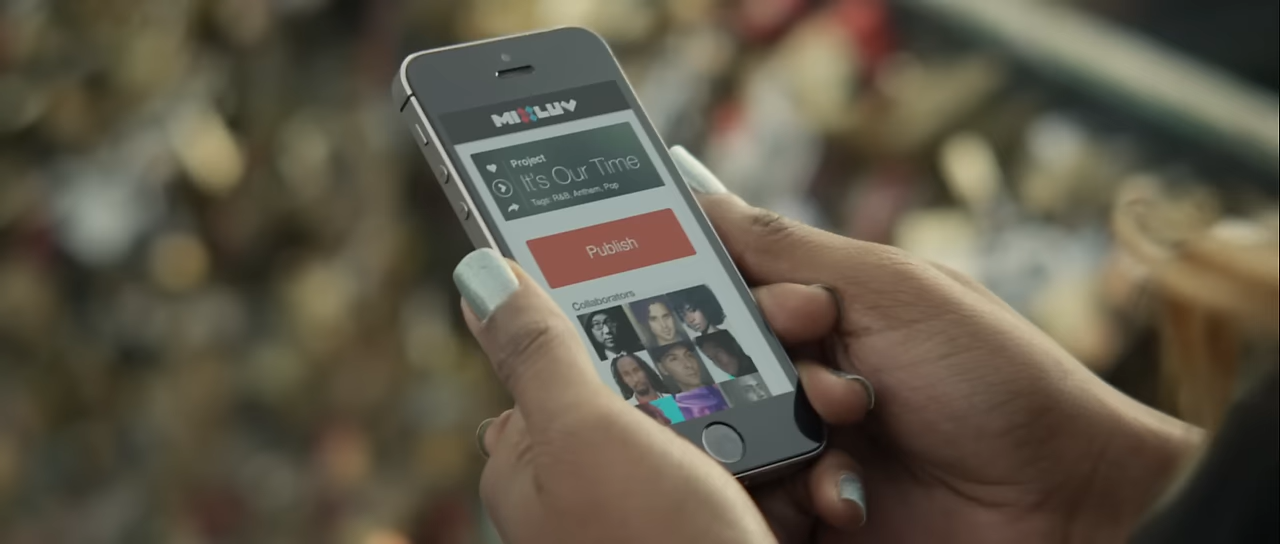 MIXLUV
Project
It's Our Time
Tags: R&B, Anthem, Pop
Publish
Collaborators